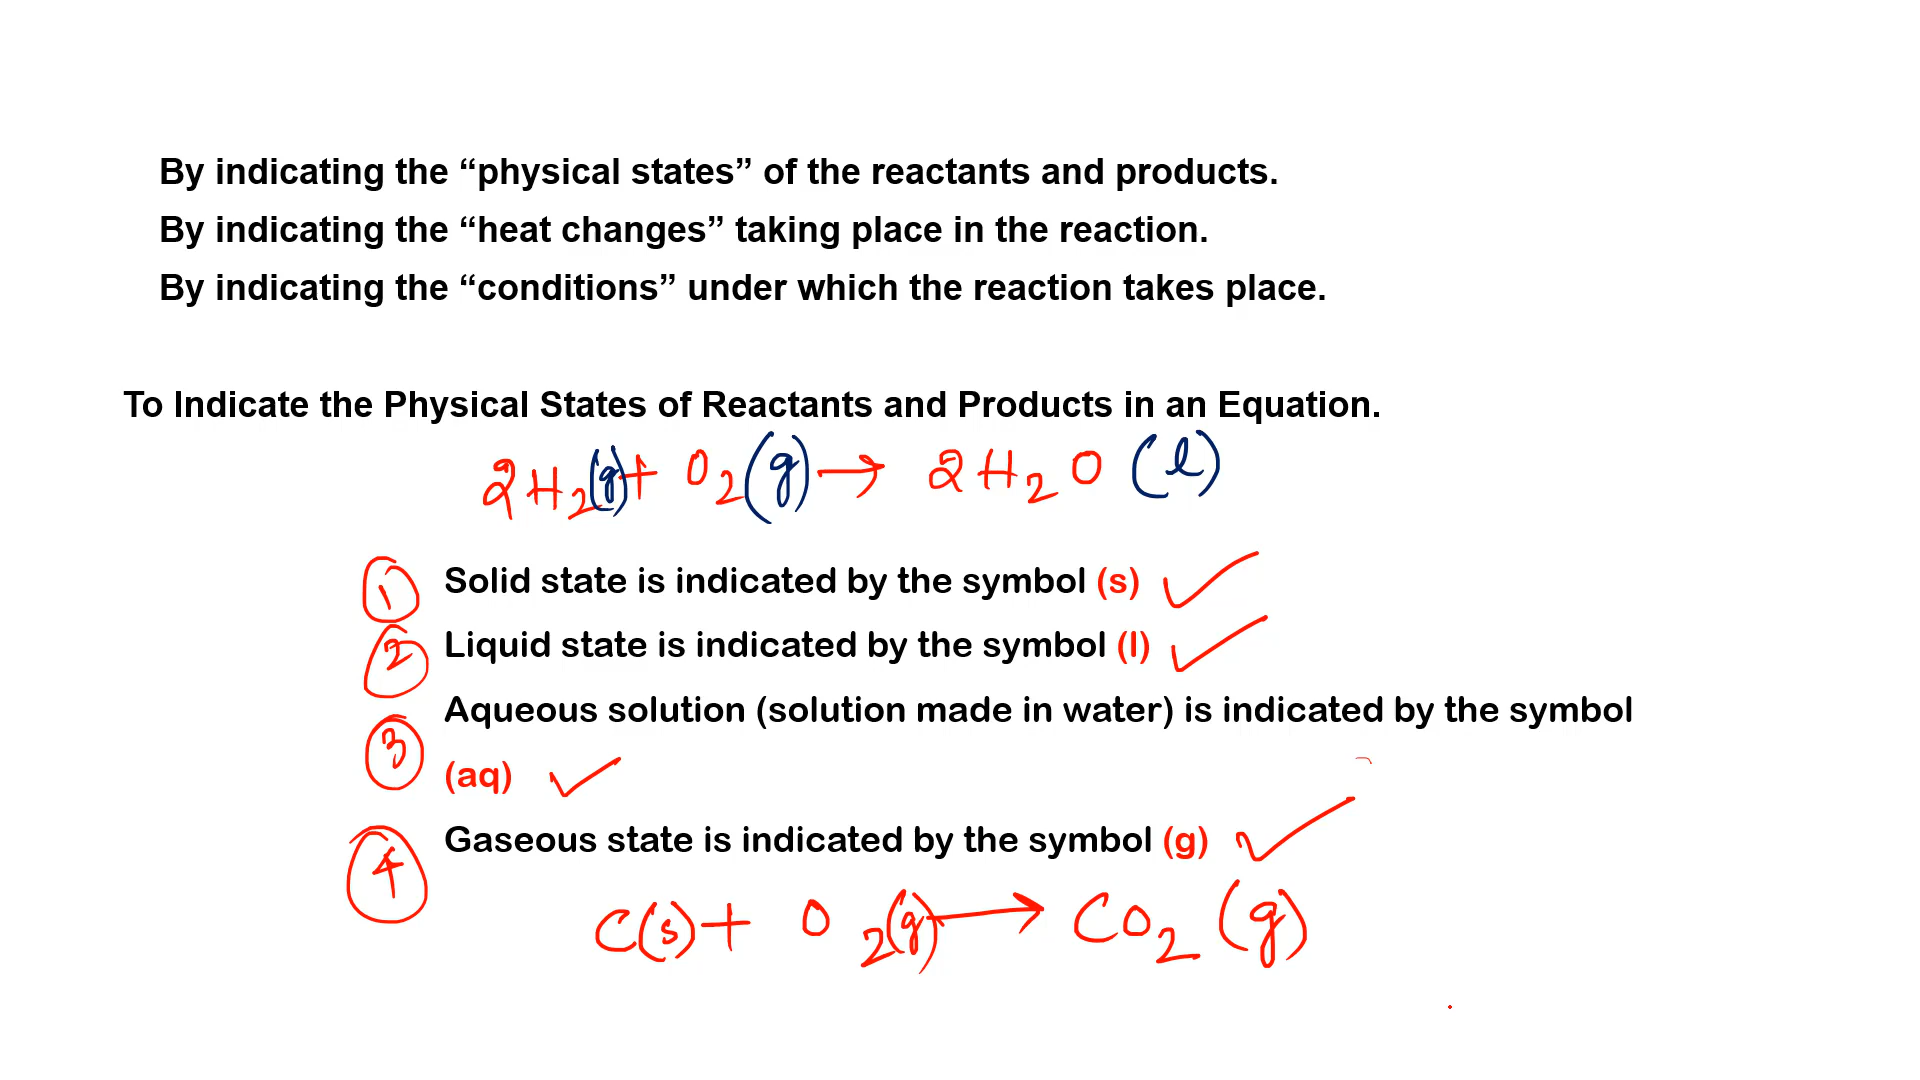 By indicating the “physical states” of the reactants and products.
By indicating the “heat changes” taking place in the reaction.
By indicating the “conditions” under which the reaction takes place.
To Indicate the Physical States of Reactants and Products in an Equation.
2H₂(g) + O₂(g) → 2H₂O (l)
1 Solid state is indicated by the symbol (s) ✓
2 Liquid state is indicated by the symbol (l) ✓
3 Aqueous solution (solution made in water) is indicated by the symbol
(aq) ✓
4 Gaseous state is indicated by the symbol (g) ✓
C(s) + O₂(g) → CO₂ (g)